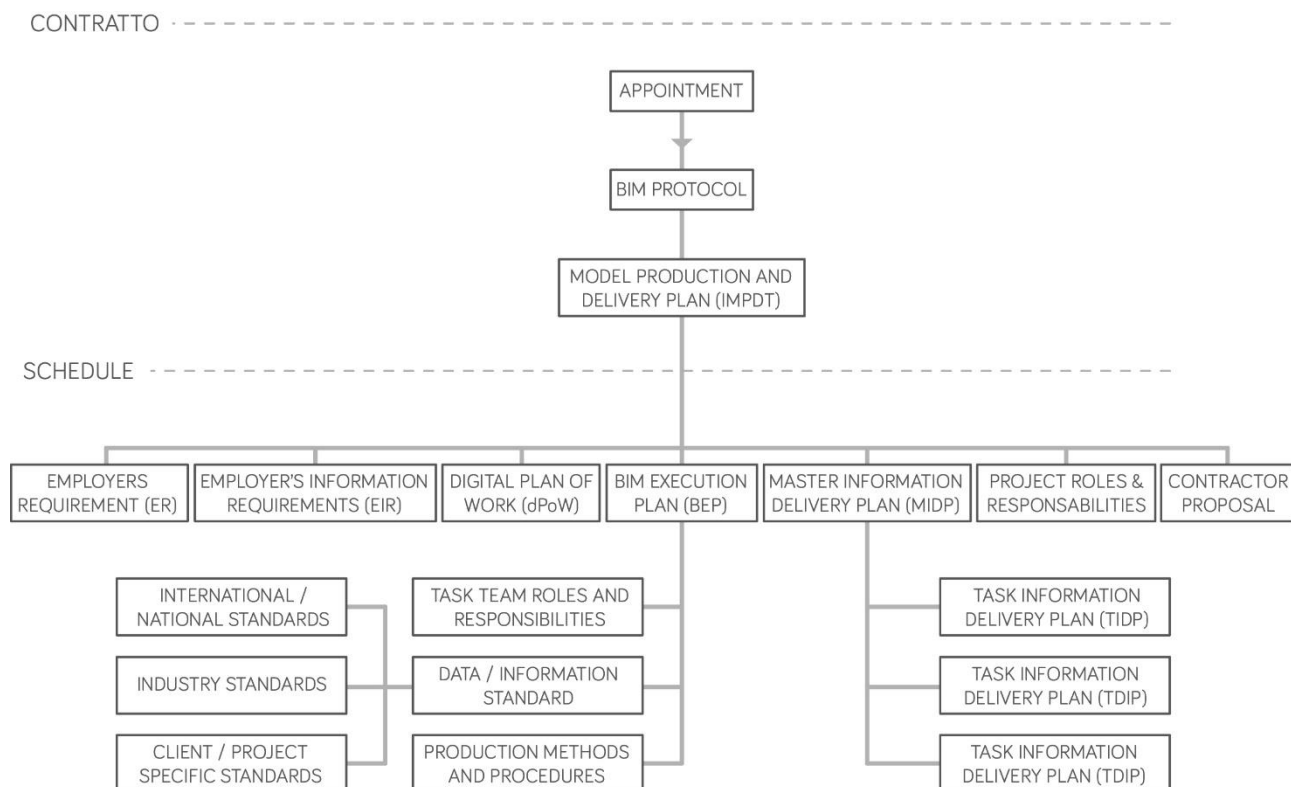 CONTRATTO
APPOINTMENT
BIM PROTOCOL
MODEL PRODUCTION AND
DELIVERY PLAN (IMPDT)
SCHEDULE
EMPLOYERS
REQUIREMENT (ER)
EMPLOYER'S INFORMATION
REQUIREMENTS (EIR)
DIGITAL PLAN OF
WORK (dPoW)
BIM EXECUTION
PLAN (BEP)
MASTER INFORMATION
DELIVERY PLAN (MIDP)
PROJECT ROLES &
RESPONSABILITIES
CONTRACTOR
PROPOSAL
INTERNATIONAL /
NATIONAL STANDARDS
TASK TEAM ROLES AND
RESPONSIBILITIES
TASK INFORMATION
DELIVERY PLAN (TIDP)
INDUSTRY STANDARDS
DATA / INFORMATION
STANDARD
TASK INFORMATION
DELIVERY PLAN (TDIP)
CLIENT / PROJECT
SPECIFIC STANDARDS
PRODUCTION METHODS
AND PROCEDURES
TASK INFORMATION
DELIVERY PLAN (TDIP)